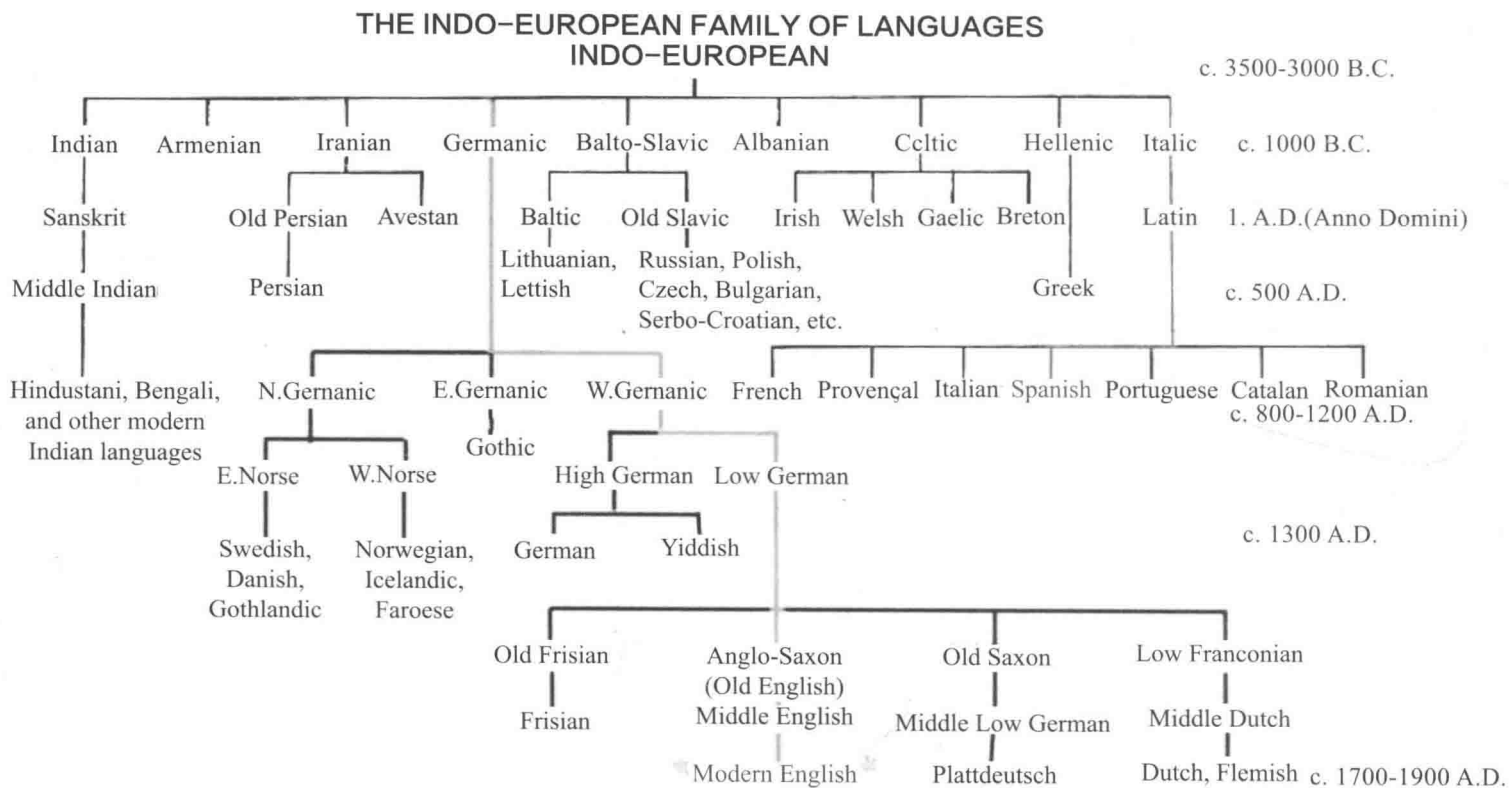 THE INDO-EUROPEAN FAMILY OF LANGUAGES
INDO-EUROPEAN
c. 3500-3000 B.C.
Indian Armenian Iranian Germanic Balto-Slavic Albanian Ccltic Hellenic Italic c. 1000 B.C.
Sanskrit Old Persian Avestan Baltic Old Slavic Irish Welsh Gaelic Breton Latin 1. A.D.(Anno Domini)
Lithuanian, Russian, Polish,
Middle Indian Persian Lettish Czech, Bulgarian, Greek c. 500 A.D.
Serbo-Croatian, etc.
Hindustani, Bengali, N.Gernanic E.Gernanic W.Gernanic French Provençal Italian Spanish Portuguese Catalan Romanian
and other modern c. 800-1200 A.D.
Indian languages Gothic
E.Norse W.Norse High German Low German
c. 1300 A.D.
Swedish, Norwegian, German Yiddish
Danish, Icelandic,
Gothlandic Faroese
Old Frisian Anglo-Saxon Old Saxon Low Franconian
(Old English)
Frisian Middle English Middle Low German Middle Dutch
Modern English Plattdeutsch Dutch, Flemish c. 1700-1900 A.D.